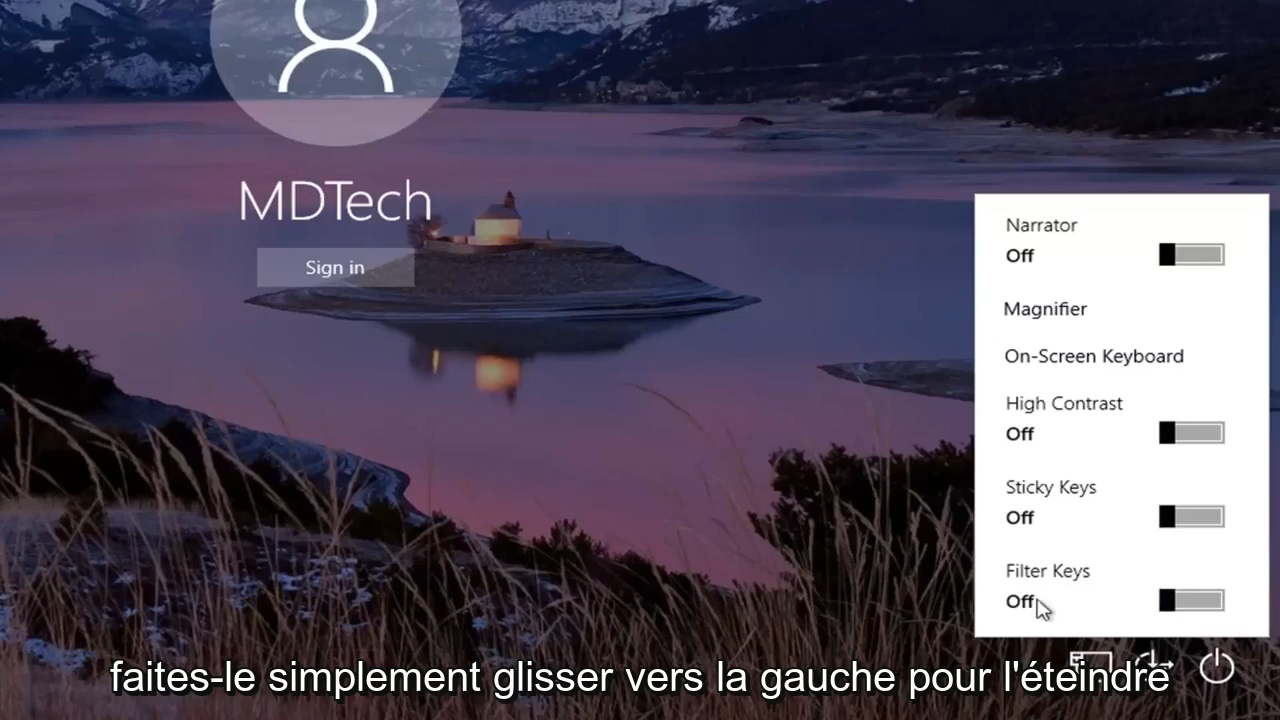 MDTech
Sign in
Narrator
Off
Magnifier
On-Screen Keyboard
High Contrast
Off
Sticky Keys
Off
Filter Keys
Off
faites-le simplement glisser vers la gauche pour l'éteindre